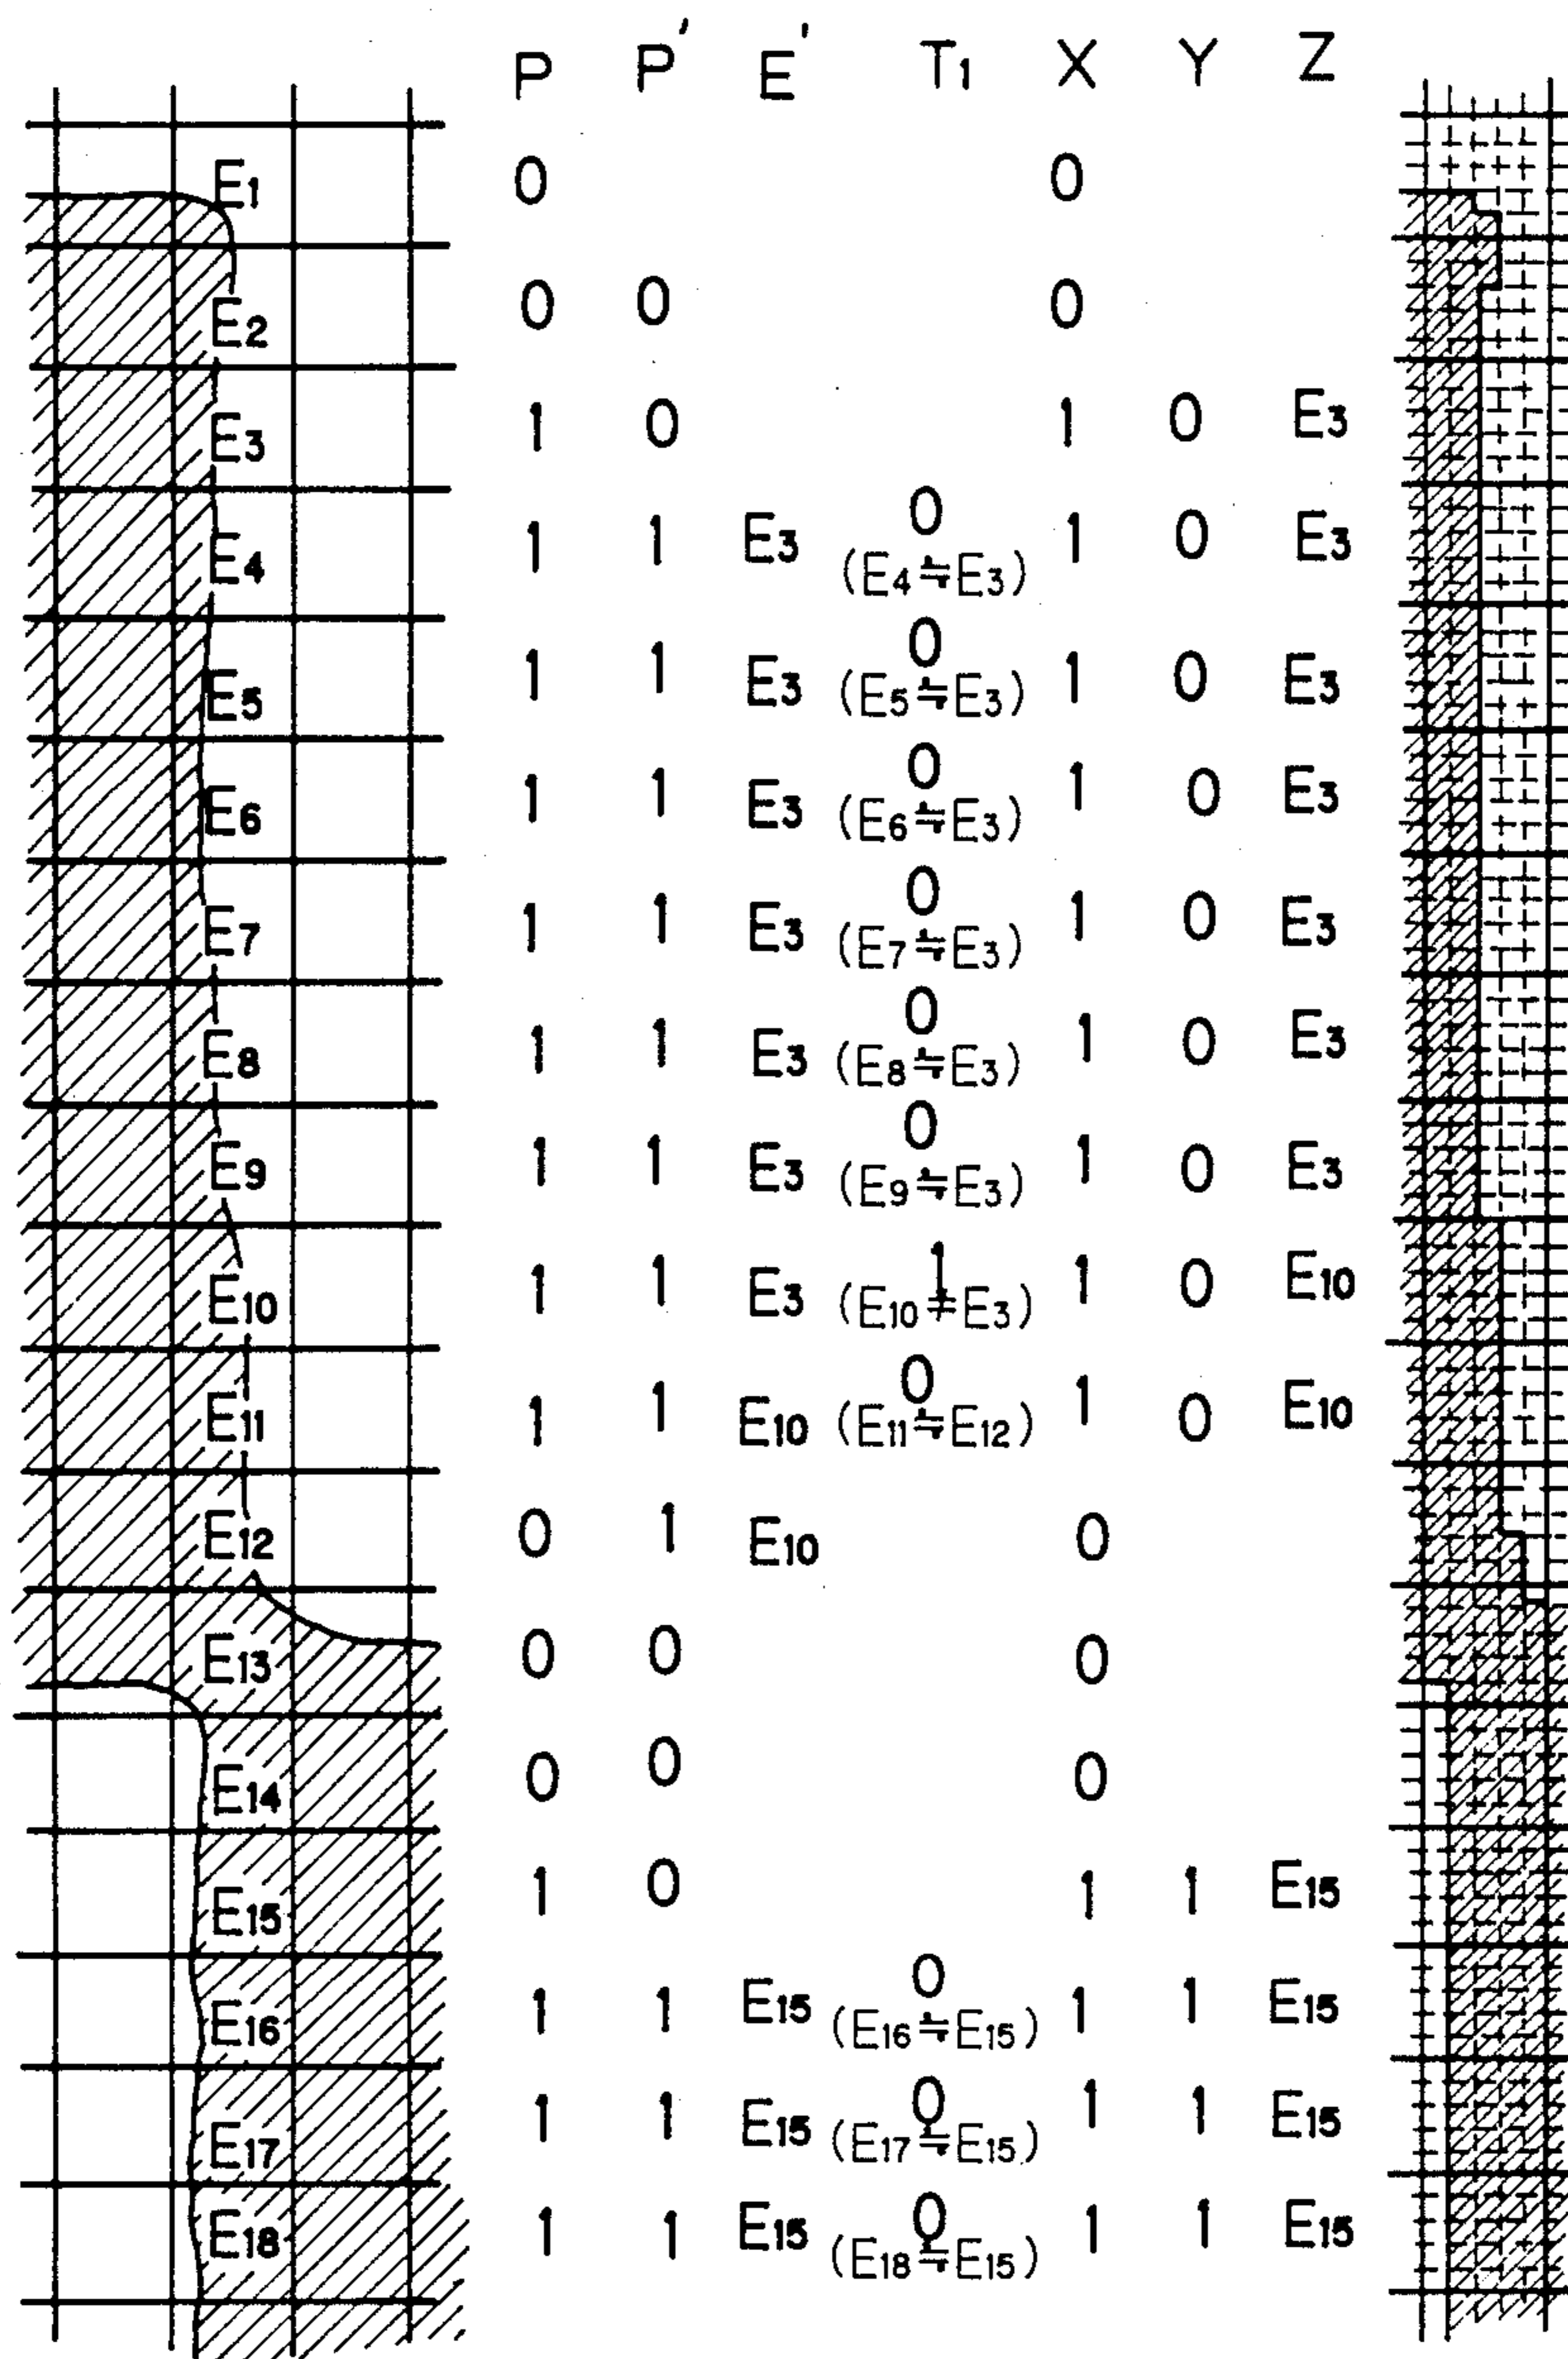 P P' E' T1 X Y Z
E1 0 0
E2 0 0 0
E3 1 0 1 0 E3
E4 1 1 E3 0 1 0 E3
(E4≒E3)
E5 1 1 E3 0 1 0 E3
(E5≒E3)
E6 1 1 E3 0 1 0 E3
(E6≒E3)
E7 1 1 E3 0 1 0 E3
(E7≒E3)
E8 1 1 E3 0 1 0 E3
(E8≒E3)
E9 1 1 E3 0 1 0 E3
(E9≒E3)
E10 1 1 E3 1 1 0 E10
(E10≠E3)
E11 1 1 E10 0 1 0 E10
(E11≒E12)
E12 0 1 E10 0
E13 0 0 0
E14 0 0 0
E15 1 0 1 1 E15
E16 1 1 E15 0 1 1 E15
(E16≒E15)
E17 1 1 E15 0 1 1 E15
(E17≒E15)
E18 1 1 E15 0 1 1 E15
(E18≒E15)